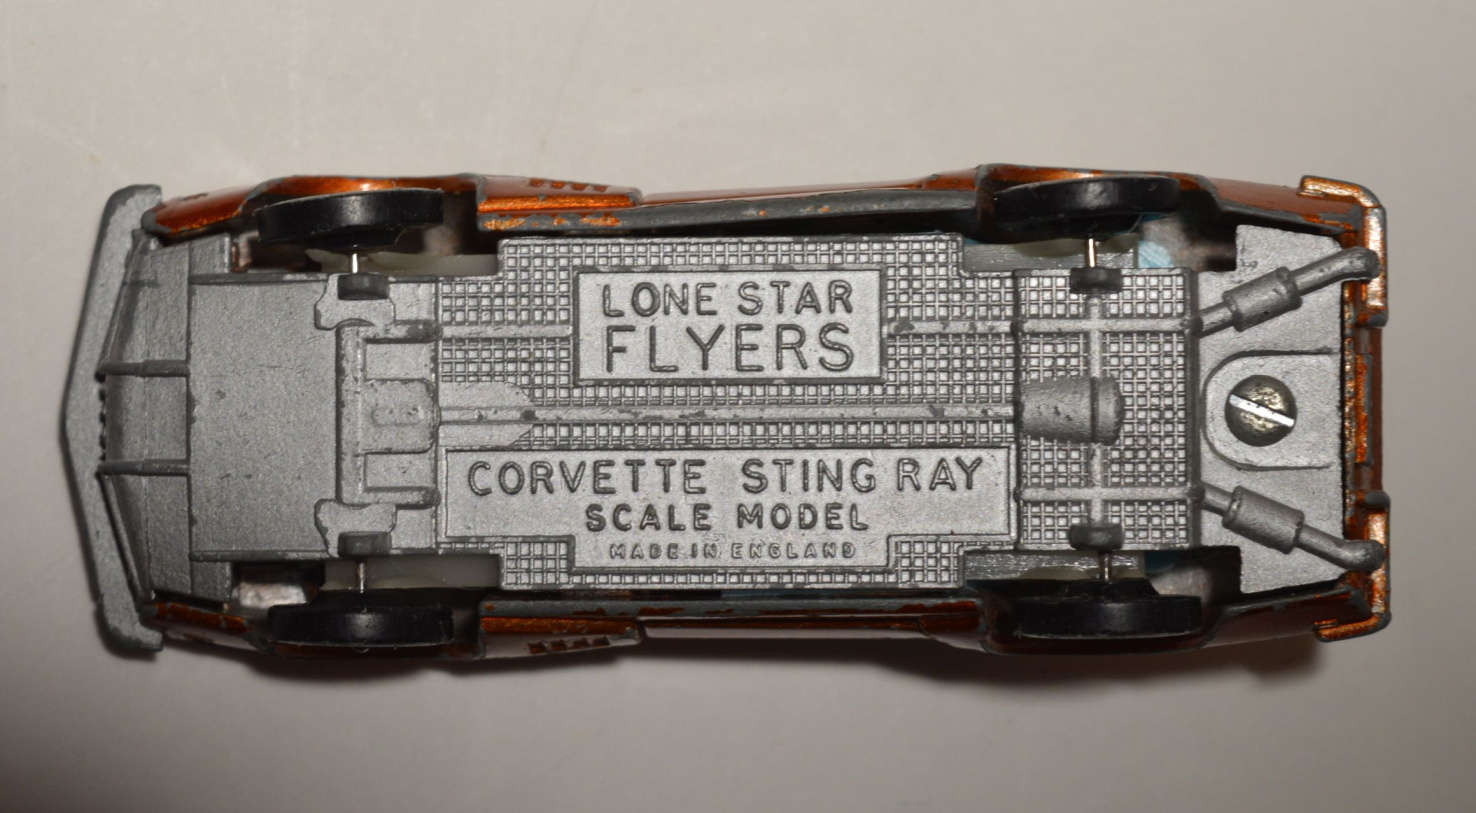 LONE STAR
FLYERS
CORVETTE STING RAY
SCALE MODEL
MADE IN ENGLAND